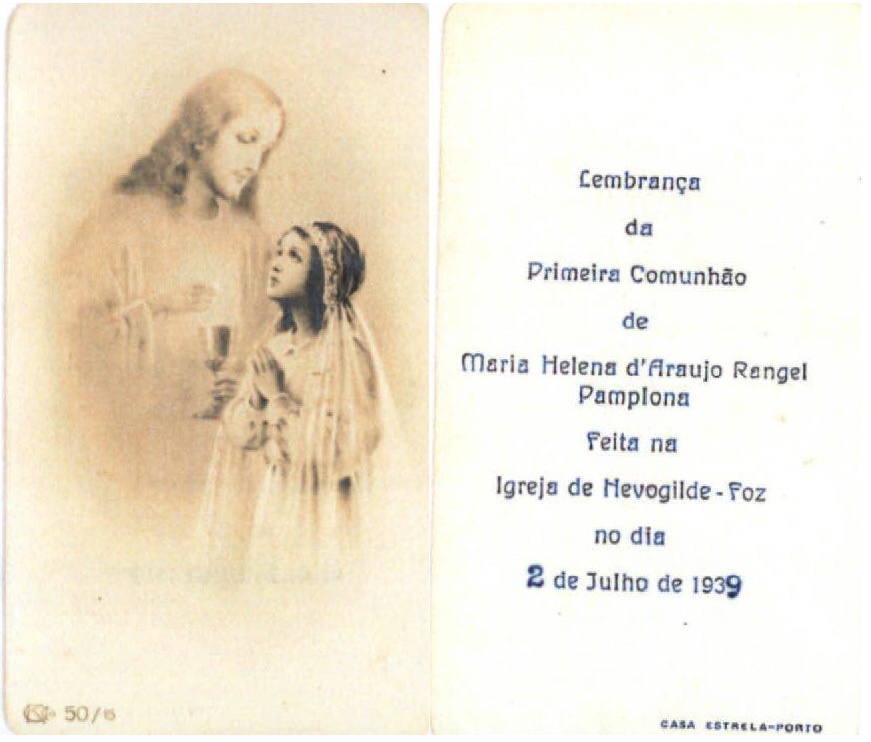 50/6
Lembrança
da
Primeira Comunhão
de
Maria Helena d'Araujo Rangel
Pamplona
Feita na
Igreja de Nevogilde-Foz
no dia
2 de Julho de 1939
CASA ESTRELA-PORTO